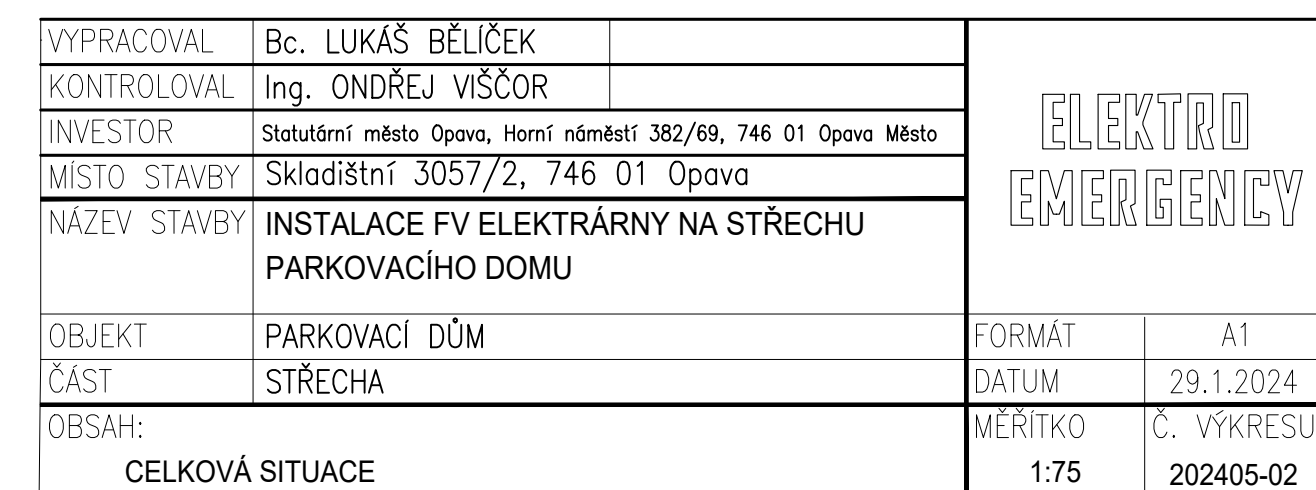 VYPRACOVAL Bc. LUKÁŠ BĚLÍČEK
KONTROLOVAL Ing. ONDŘEJ VIŠČOR
INVESTOR Statutární město Opava, Horní náměstí 382/69, 746 01 Opava Město
MÍSTO STAVBY Skladištní 3057/2, 746 01 Opava
NÁZEV STAVBY INSTALACE FV ELEKTRÁRNY NA STŘECHU
PARKOVACÍHO DOMU
ELEKTRO
EMERGENCY
OBJEKT PARKOVACÍ DŮM
FORMÁT A1
ČÁST STŘECHA
DATUM 29.1.2024
OBSAH:
CELKOVÁ SITUACE
MĚŘÍTKO Č. VÝKRESU
1:75 202405-02